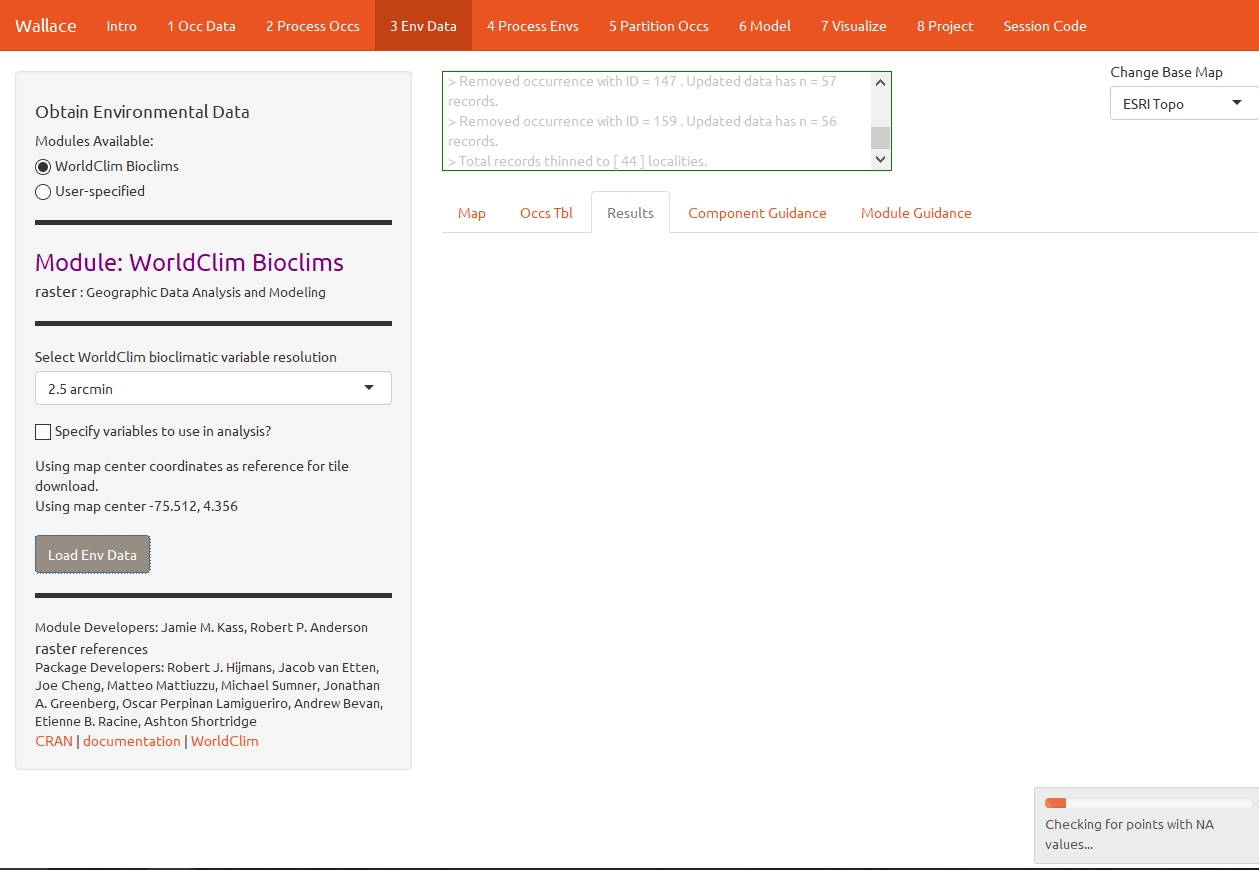 Wallace Intro 1 Occ Data 2 Process Occs 3 Env Data 4 Process Envs 5 Partition Occs 6 Model 7 Visualize 8 Project Session Code
Obtain Environmental Data
Modules Available:
WorldClim Bioclims
User-specified
Module: WorldClim Bioclims
raster : Geographic Data Analysis and Modeling
Select WorldClim bioclimatic variable resolution
2.5 arcmin
Specify variables to use in analysis?
Using map center coordinates as reference for tile
download.
Using map center -75.512, 4.356
Load Env Data
Module Developers: Jamie M. Kass, Robert P. Anderson
raster references
Package Developers: Robert J. Hijmans, Jacob van Etten,
Joe Cheng, Matteo Mattiuzzu, Michael Sumner, Jonathan
A. Greenberg, Oscar Perpinan Lamigueriro, Andrew Bevan,
Etienne B. Racine, Ashton Shortridge
CRAN | documentation | WorldClim
> Removed occurrence with ID = 147 . Updated data has n = 57
records.
> Removed occurrence with ID = 159 . Updated data has n = 56
records.
> Total records thinned to [ 44 ] localities.
Change Base Map
ESRI Topo
Map Occs Tbl Results Component Guidance Module Guidance
Checking for points with NA
values...